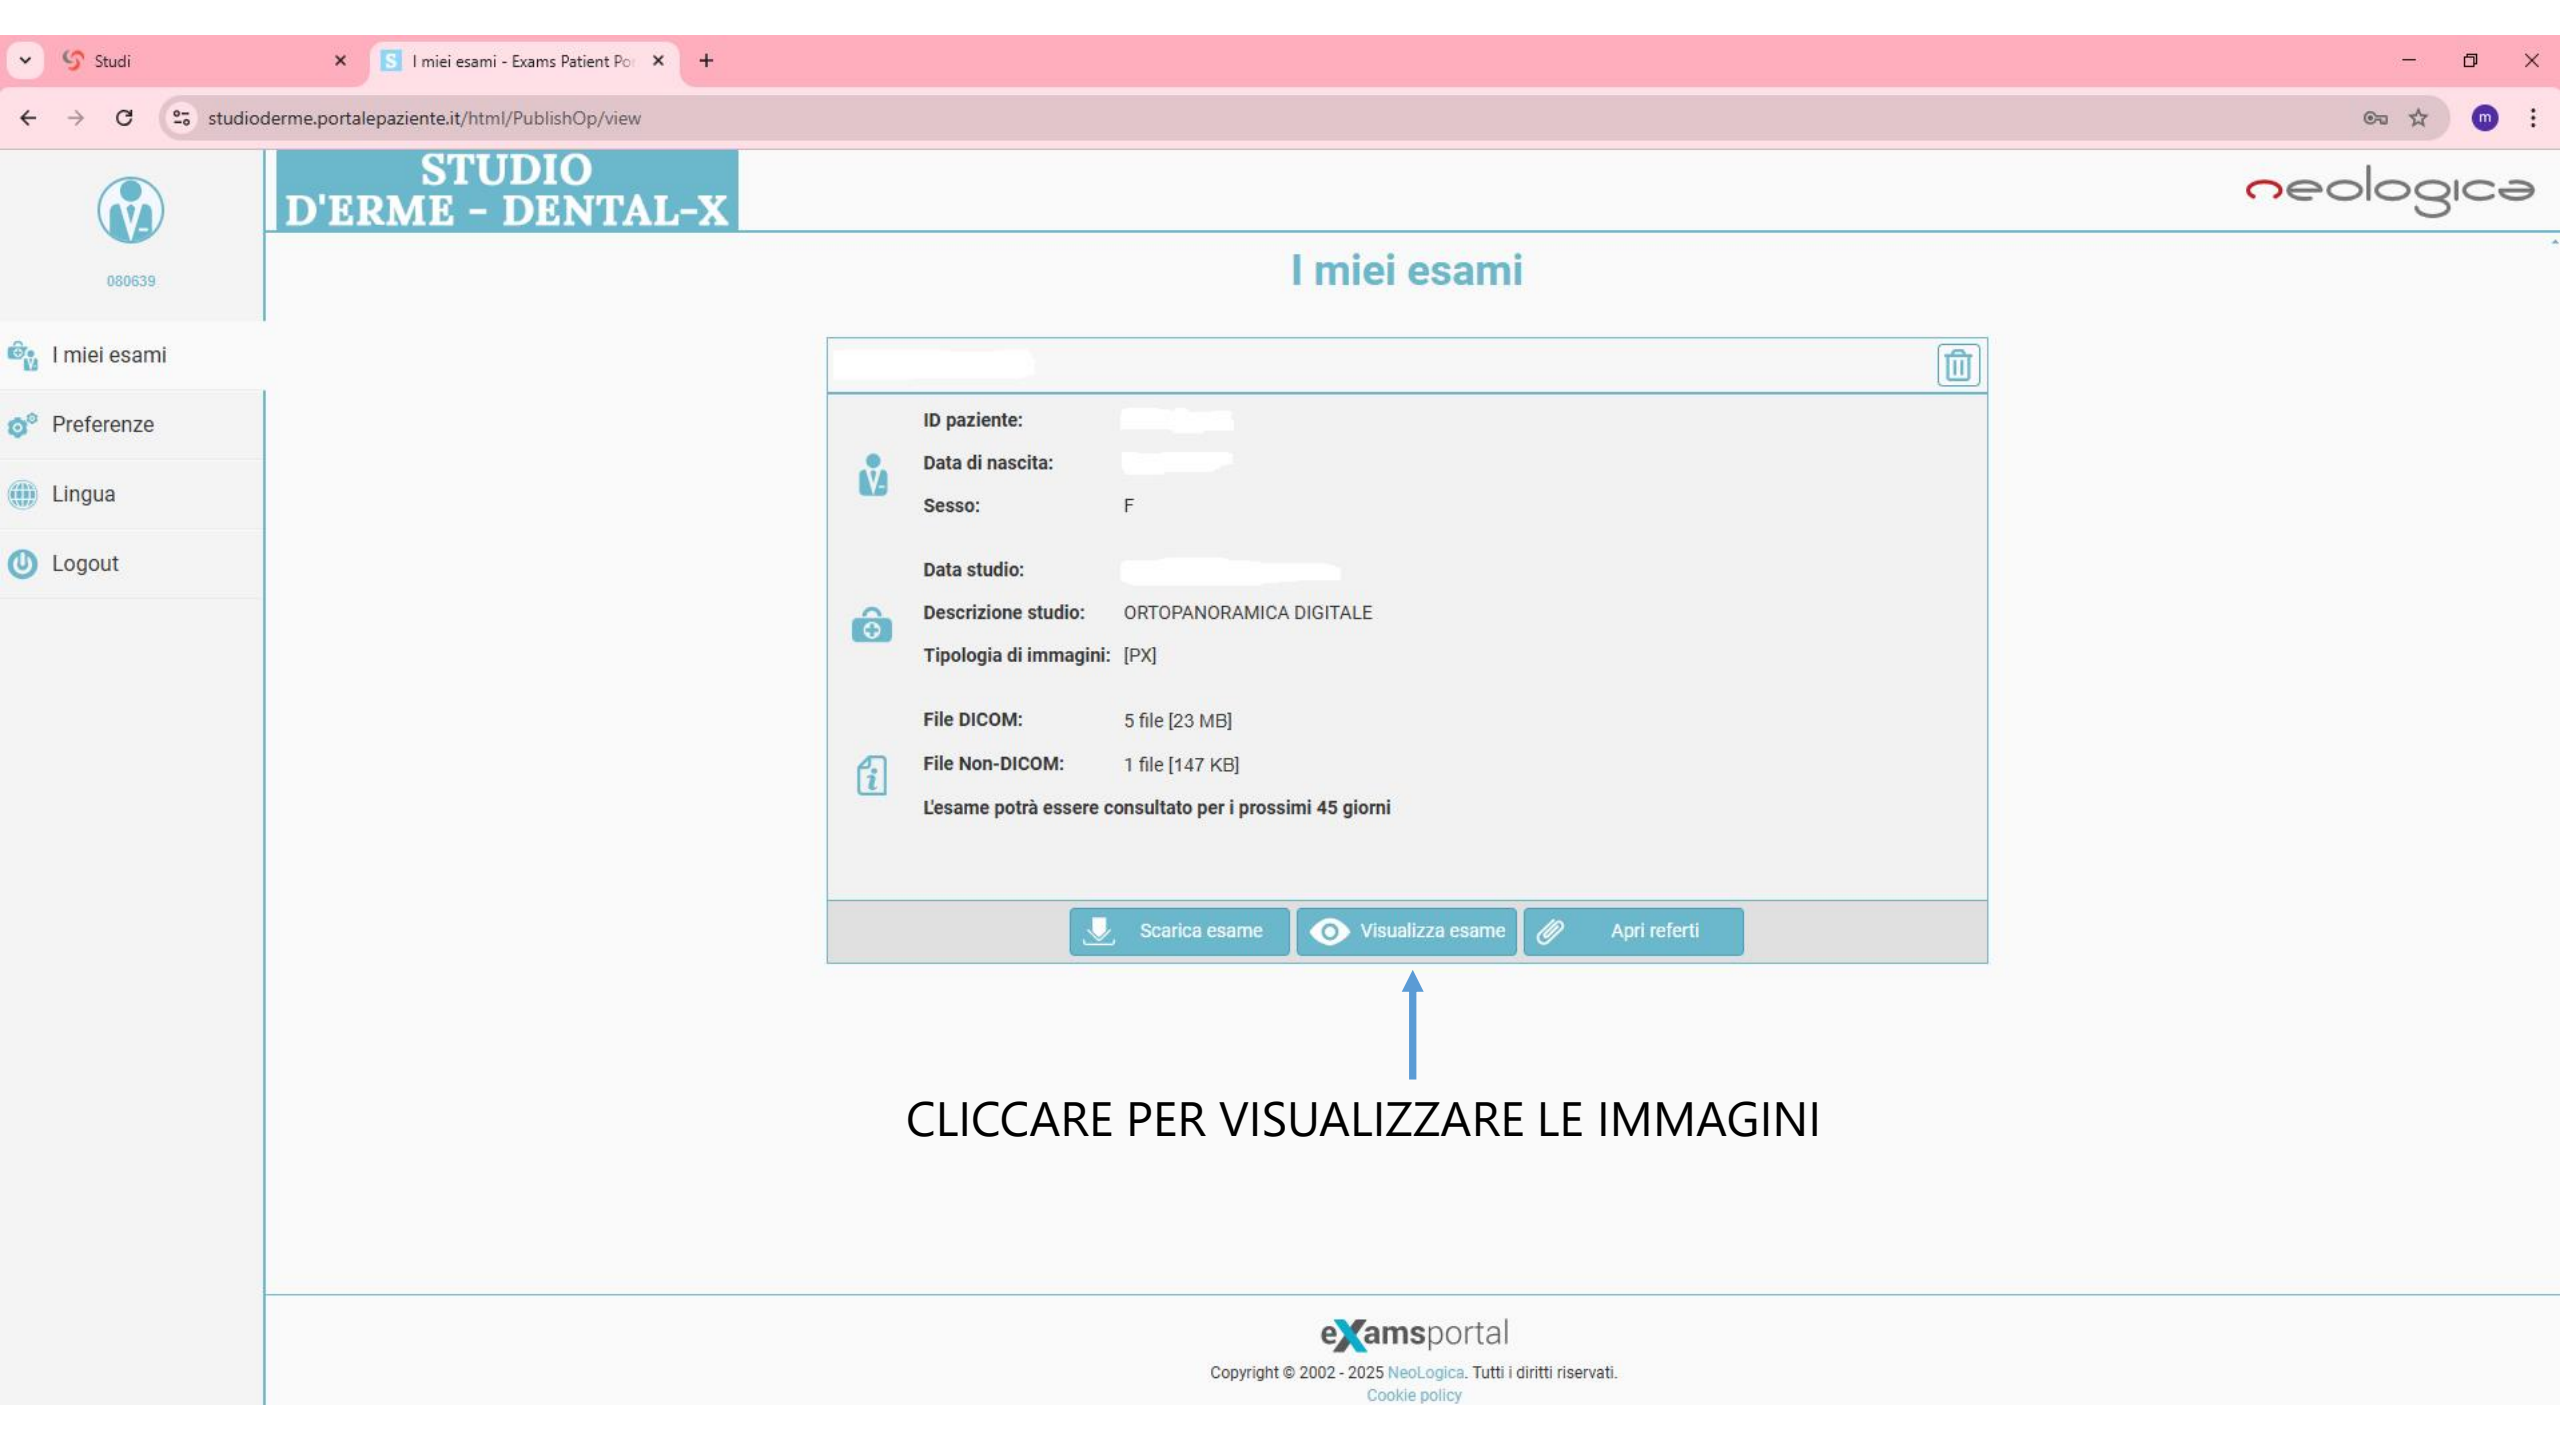 Studi
I miei esami - Exams Patient Por
studioderme.portalepaziente.it/html/PublishOp/view
m
STUDIO
D'ERME - DENTAL-X
neologica
080639
I miei esami
Preferenze
Lingua
Logout
I miei esami
ID paziente:
Data di nascita:
Sesso: F
Data studio:
Descrizione studio: ORTOPANORAMICA DIGITALE
Tipologia di immagini: [PX]
File DICOM: 5 file [23 MB]
File Non-DICOM: 1 file [147 KB]
L'esame potrà essere consultato per i prossimi 45 giorni
Scarica esame Visualizza esame Apri referti
CLICCARE PER VISUALIZZARE LE IMMAGINI
eXamsportal
Copyright © 2002 - 2025 NeoLogica. Tutti i diritti riservati.
Cookie policy